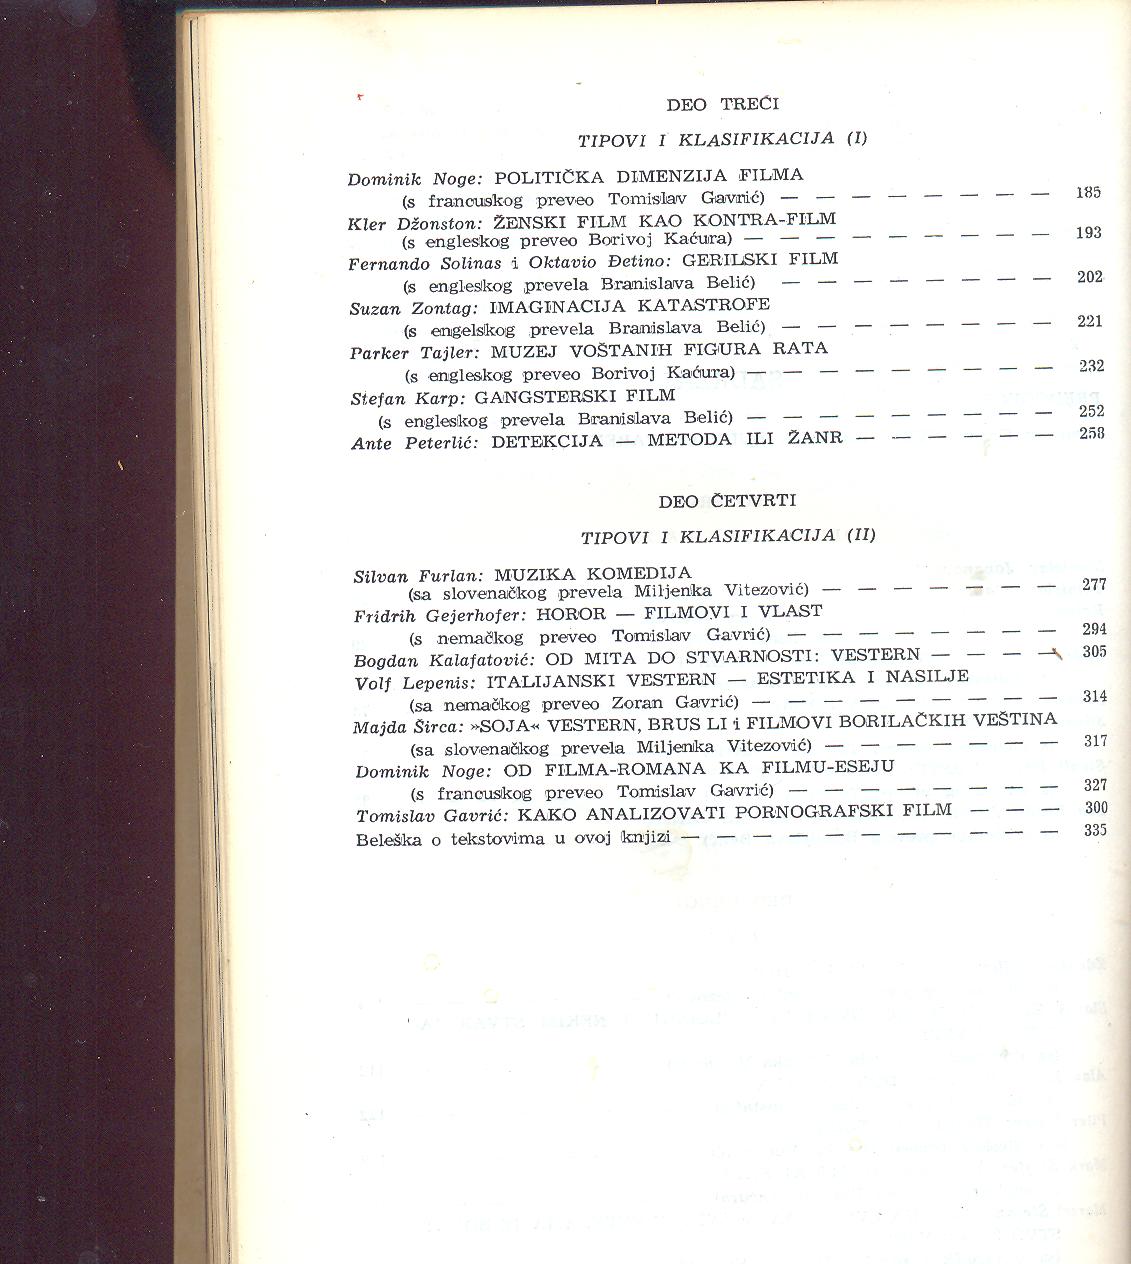 DEO TREĆI
TIPOVI I KLASIFIKACIJA (I)
Dominik Noge: POLITIČKA DIMENZIJA FILMA
(s francuskog preveo Tomislav Gavrić) — — — — — — — — 185
Kler Džonston: ŽENSKI FILM KAO KONTRA-FILM
(s engleskog preveo Borivoj Kaćura) — — — — — — — — — 193
Fernando Solinas i Oktavio Đetino: GERILSKI FILM
(s engleskog prevela Branislava Belić) — — — — — — — — 202
Suzan Zontag: IMAGINACIJA KATASTROFE
(s engelskog prevela Branislava Belić) — — — — — — — — 221
Parker Tajler: MUZEJ VOŠTANIH FIGURA RATA
(s engleskog preveo Borivoj Kaćura) — — — — — — — — — 232
Stefan Karp: GANGSTERSKI FILM
(s engleskog prevela Branislava Belić) — — — — — — — — — 252
Ante Peterlić: DETEKCIJA — METODA ILI ŽANR — — — — — — 258
DEO ČETVRTI
TIPOVI I KLASIFIKACIJA (II)
Silvan Furlan: MUZIKA KOMEDIJA
(sa slovenačkog prevela Miljenka Vitezović) — — — — — — — 277
Fridrih Gejerhofer: HOROR — FILMOVI I VLAST
(s nemačkog preveo Tomislav Gavrić) — — — — — — — — 294
Bogdan Kalafatović: OD MITA DO STVARNOSTI: VESTERN — — — — 305
Volf Lepenis: ITALIJANSKI VESTERN — ESTETIKA I NASILJE
(sa nemačkog preveo Zoran Gavrić) — — — — — — — — — 314
Majda Širca: »SOJA« VESTERN, BRUS LI i FILMOVI BORILAČKIH VEŠTINA
(sa slovenačkog prevela Miljenka Vitezović) — — — — — — — 317
Dominik Noge: OD FILMA-ROMANA KA FILMU-ESEJU
(s francuskog preveo Tomislav Gavrić) — — — — — — — — 327
Tomislav Gavrić: KAKO ANALIZOVATI PORNOGRAFSKI FILM — — — 300
Beleška o tekstovima u ovoj knjizi — — — — — — — — — — — 335